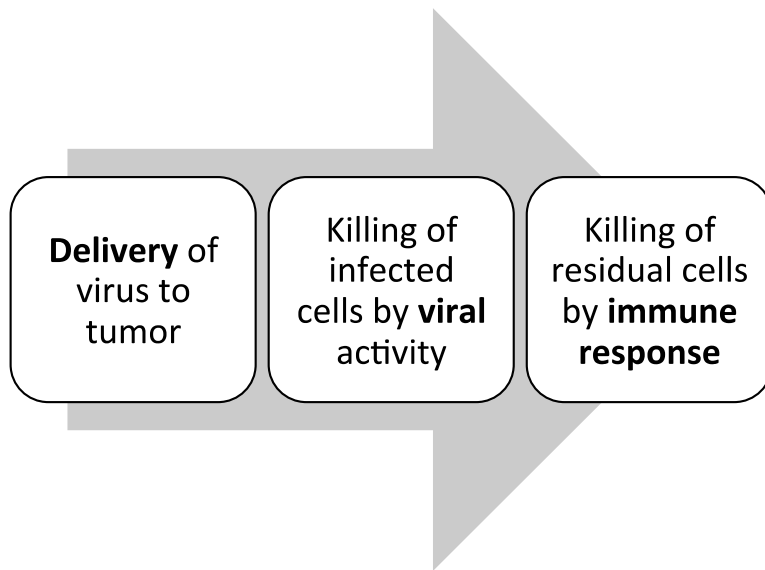 Delivery of
virus to
tumor
Killing of
infected
cells by viral
activity
Killing of
residual cells
by immune
response